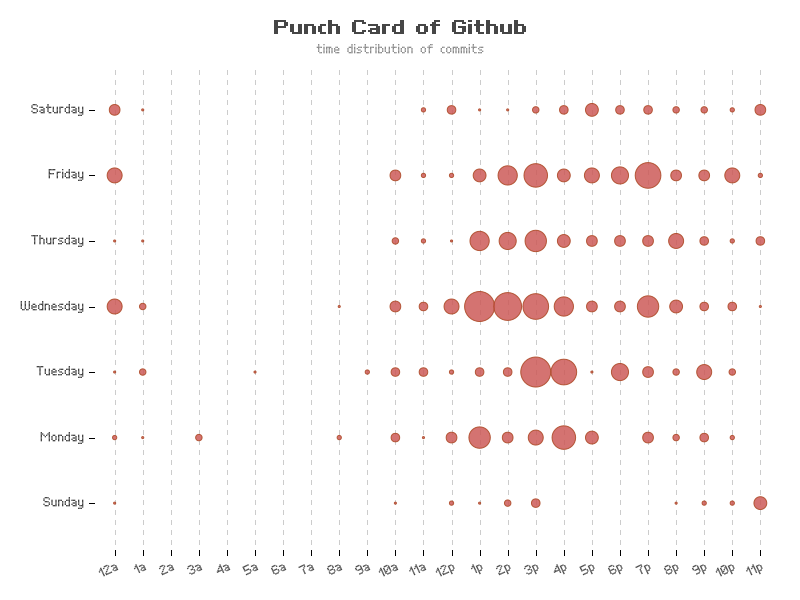 Punch Card of Github
time distribution of commits
Saturday
Friday
Thursday
Wednesday
Tuesday
Monday
Sunday
12a 1a 2a 3a 4a 5a 6a 7a 8a 9a 10a 11a 12p 1p 2p 3p 4p 5p 6p 7p 8p 9p 10p 11p